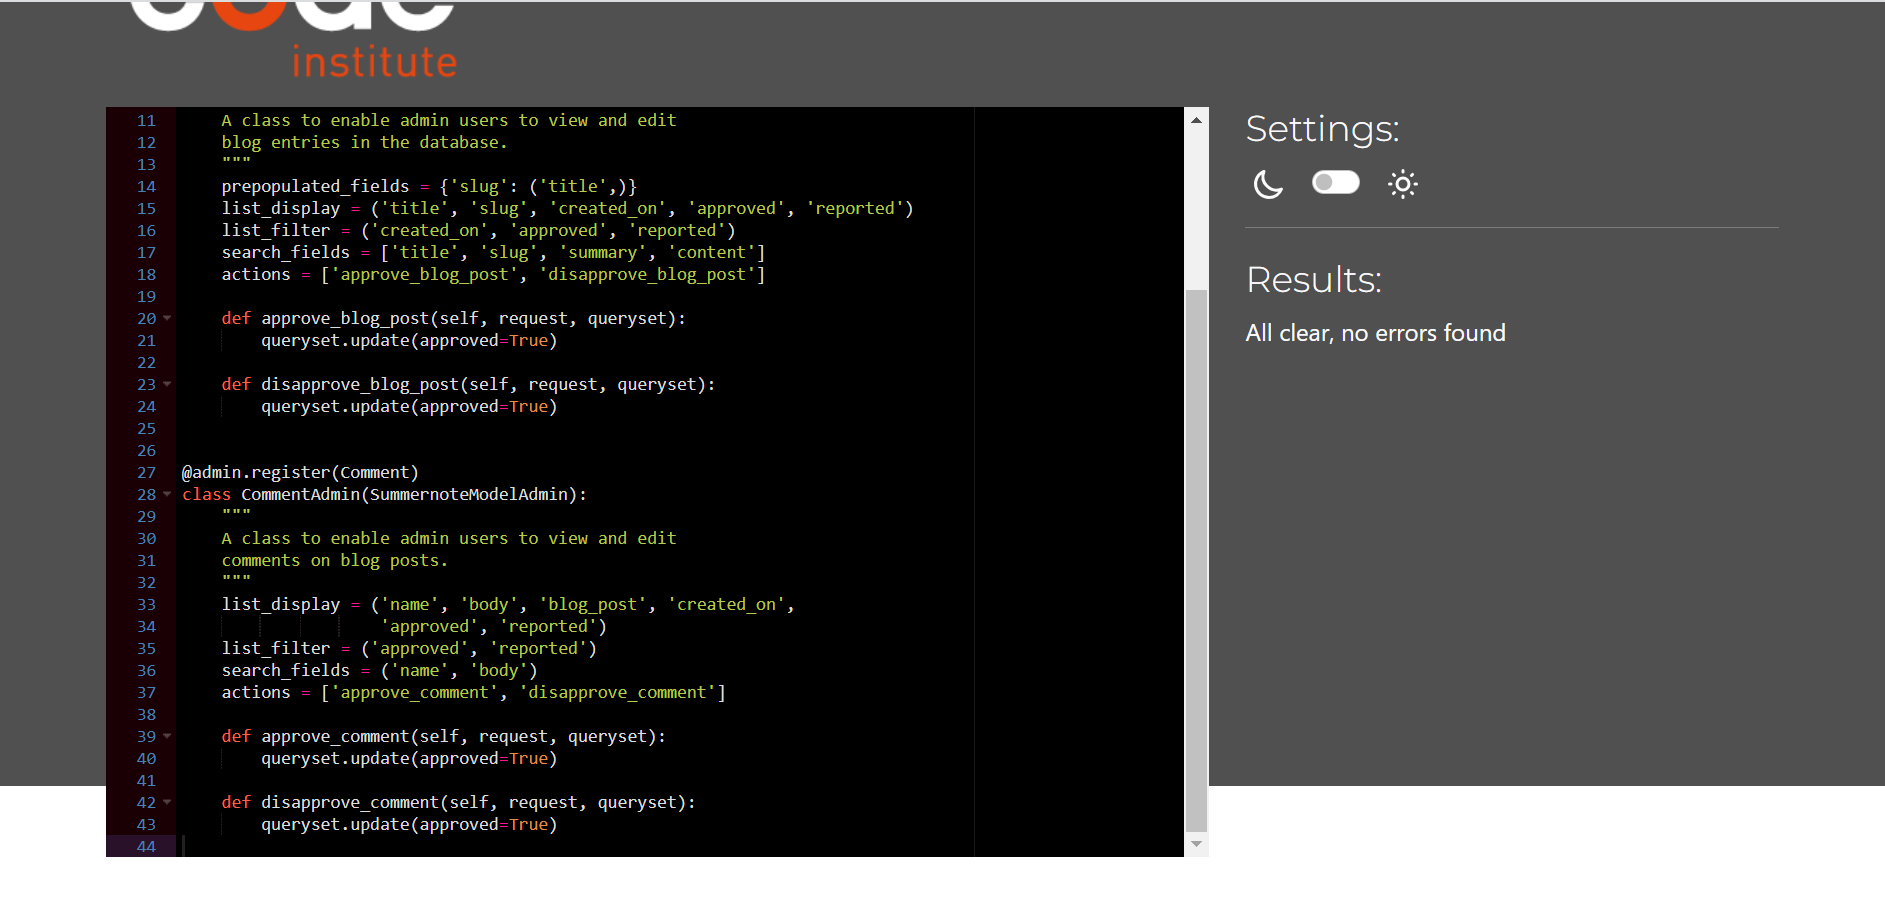 code
institute
11 A class to enable admin users to view and edit
12 blog entries in the database.
13 """
14 prepopulated_fields = {'slug': ('title',)}
15 list_display = ('title', 'slug', 'created_on', 'approved', 'reported')
16 list_filter = ('created_on', 'approved', 'reported')
17 search_fields = ['title', 'slug', 'summary', 'content']
18 actions = ['approve_blog_post', 'disapprove_blog_post']
19
20 def approve_blog_post(self, request, queryset):
21 queryset.update(approved=True)
22
23 def disapprove_blog_post(self, request, queryset):
24 queryset.update(approved=True)
25
26
27 @admin.register(Comment)
28 class CommentAdmin(SummernoteModelAdmin):
29 """
30 A class to enable admin users to view and edit
31 comments on blog posts.
32 """
33 list_display = ('name', 'body', 'blog_post', 'created_on',
34 'approved', 'reported')
35 list_filter = ('approved', 'reported')
36 search_fields = ('name', 'body')
37 actions = ['approve_comment', 'disapprove_comment']
38
39 def approve_comment(self, request, queryset):
40 queryset.update(approved=True)
41
42 def disapprove_comment(self, request, queryset):
43 queryset.update(approved=True)
44
Settings:
Results:
All clear, no errors found